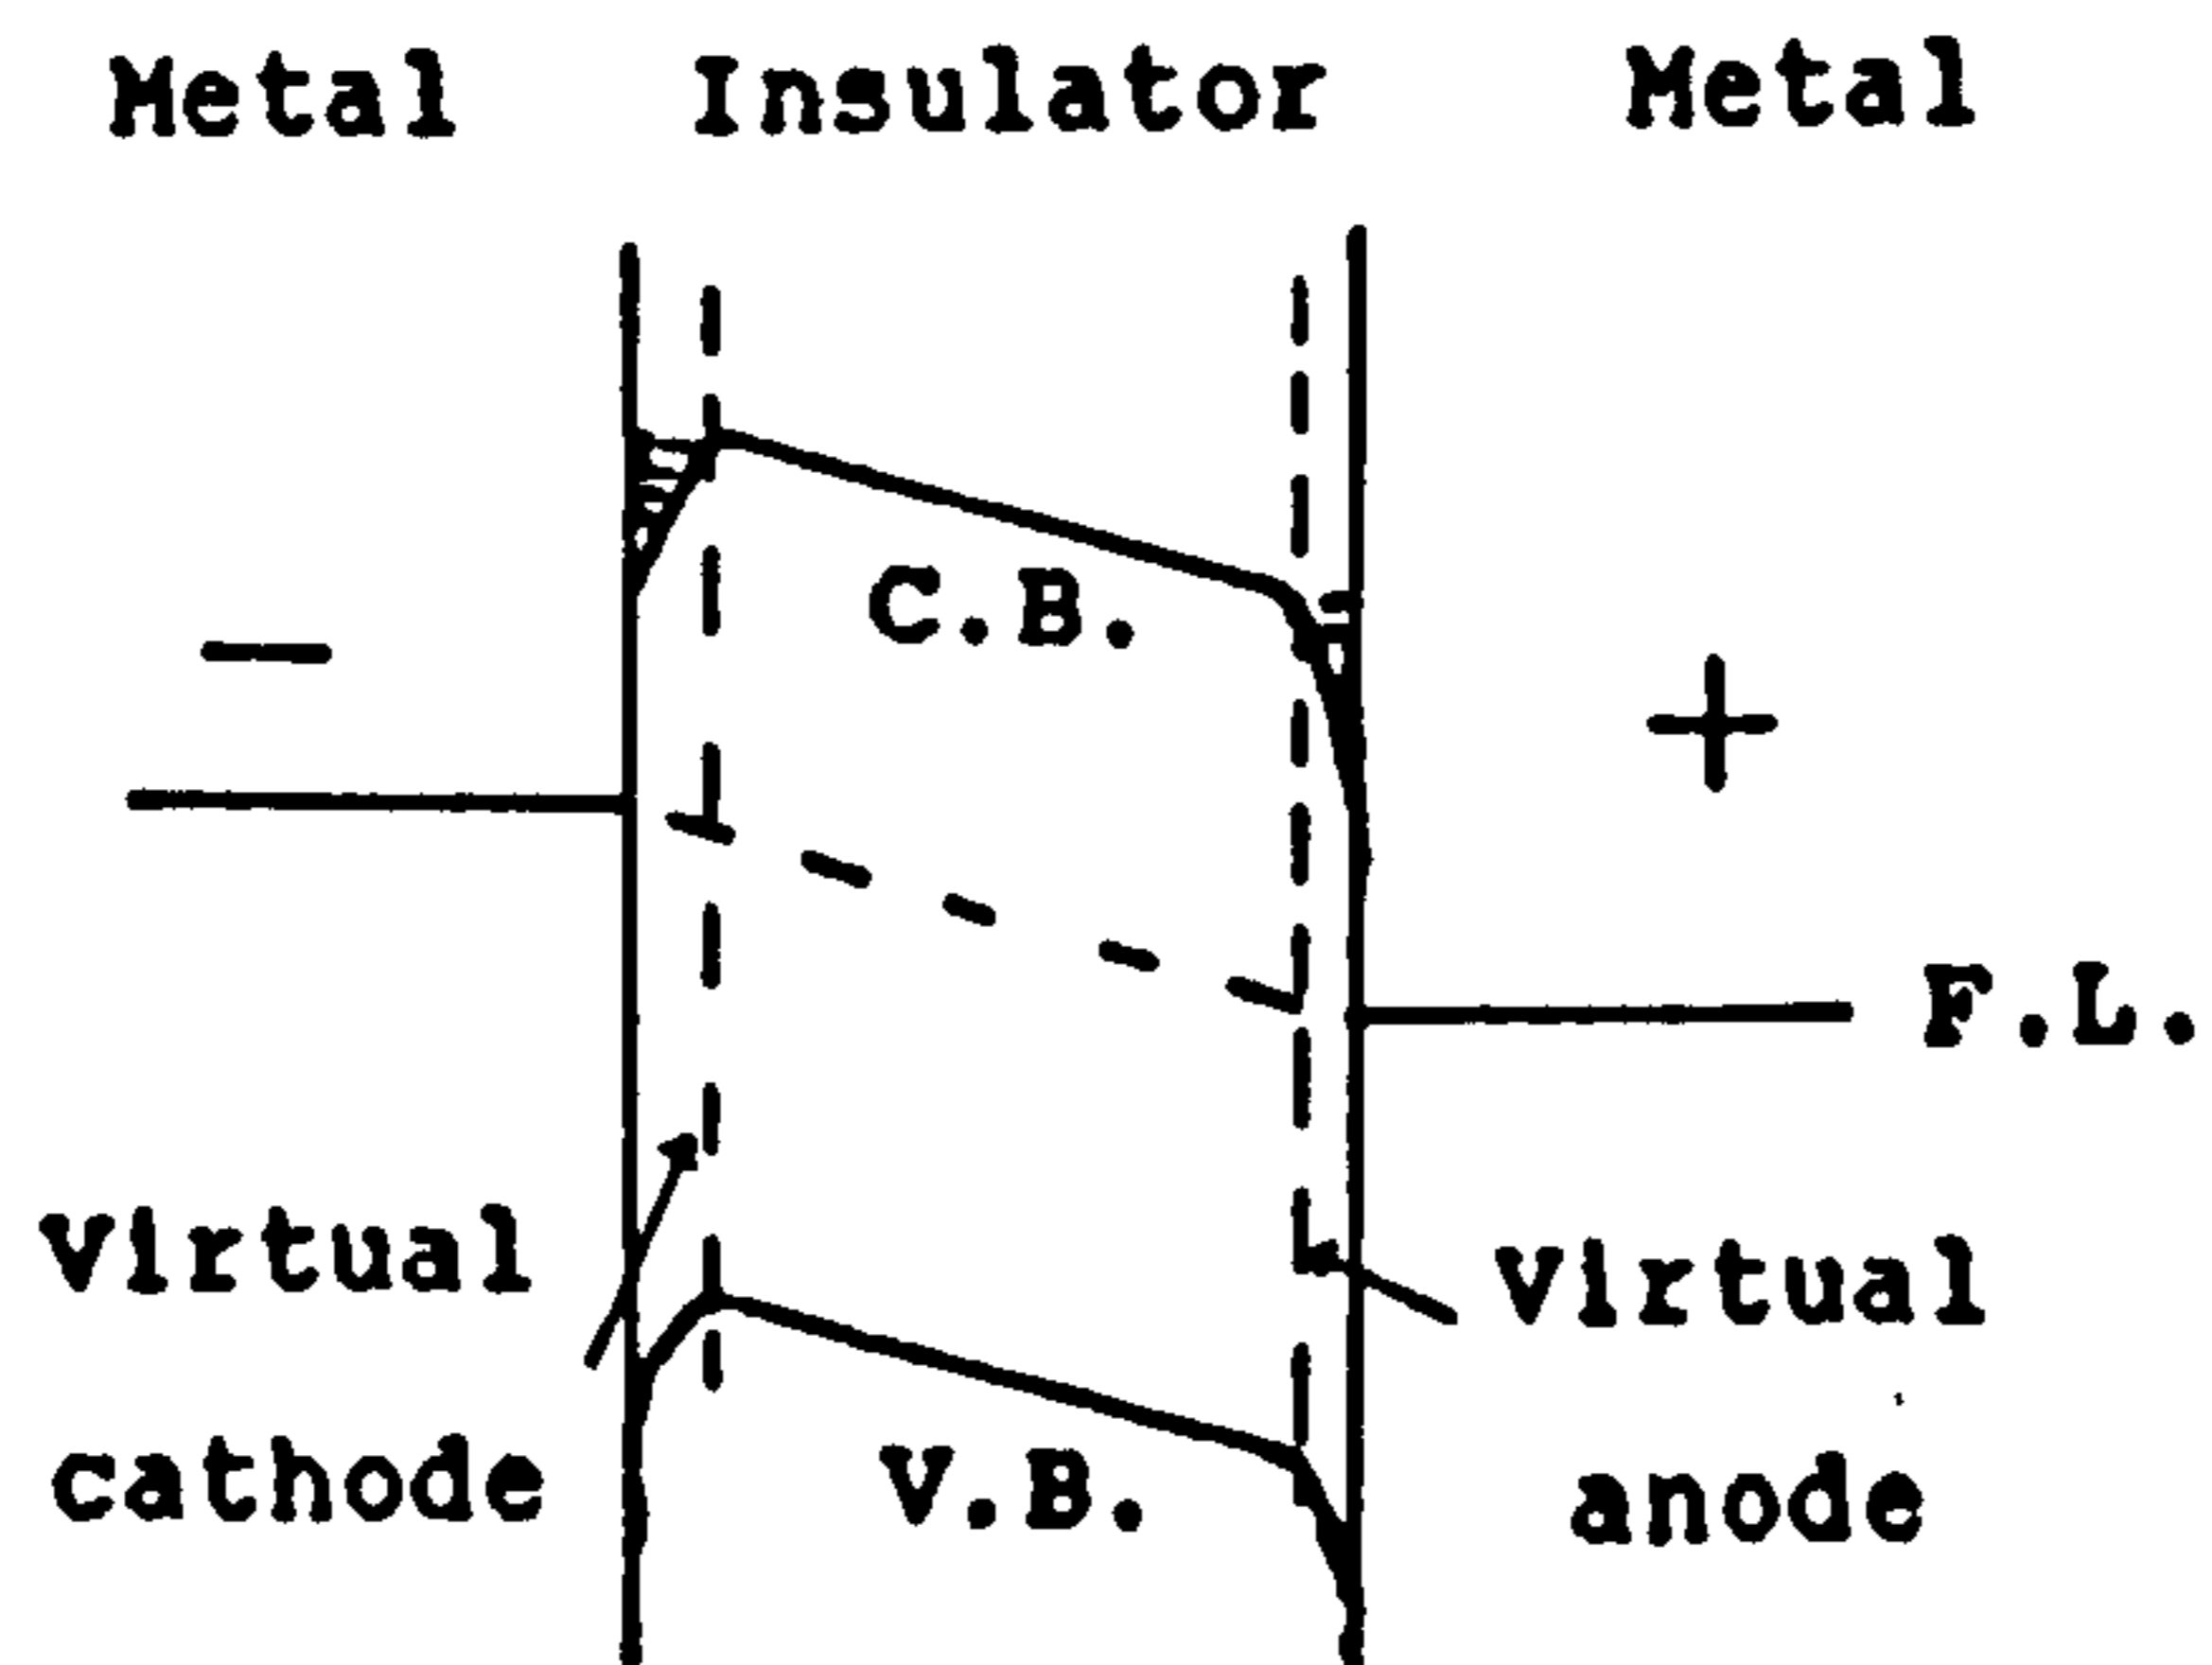 Metal Insulator Metal
C.B.
−
+
F.L.
Virtual Virtual
cathode V.B. anode